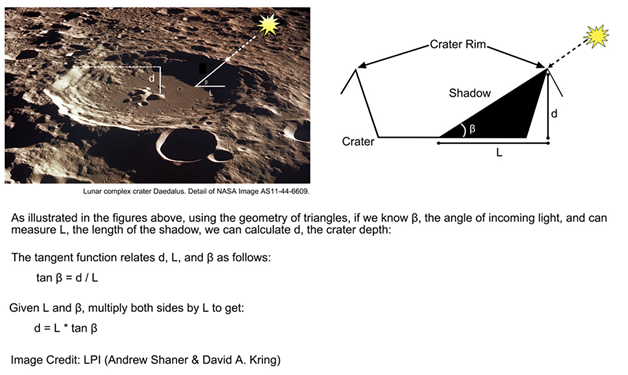 d
β
L
Crater Rim
Shadow
β
d
Crater
L
Lunar complex crater Daedalus. Detail of NASA Image AS11-44-6609.
As illustrated in the figures above, using the geometry of triangles, if we know β, the angle of incoming light, and can
measure L, the length of the shadow, we can calculate d, the crater depth:
The tangent function relates d, L, and β as follows:
tan β = d / L
Given L and β, multiply both sides by L to get:
d = L * tan β
Image Credit: LPI (Andrew Shaner & David A. Kring)